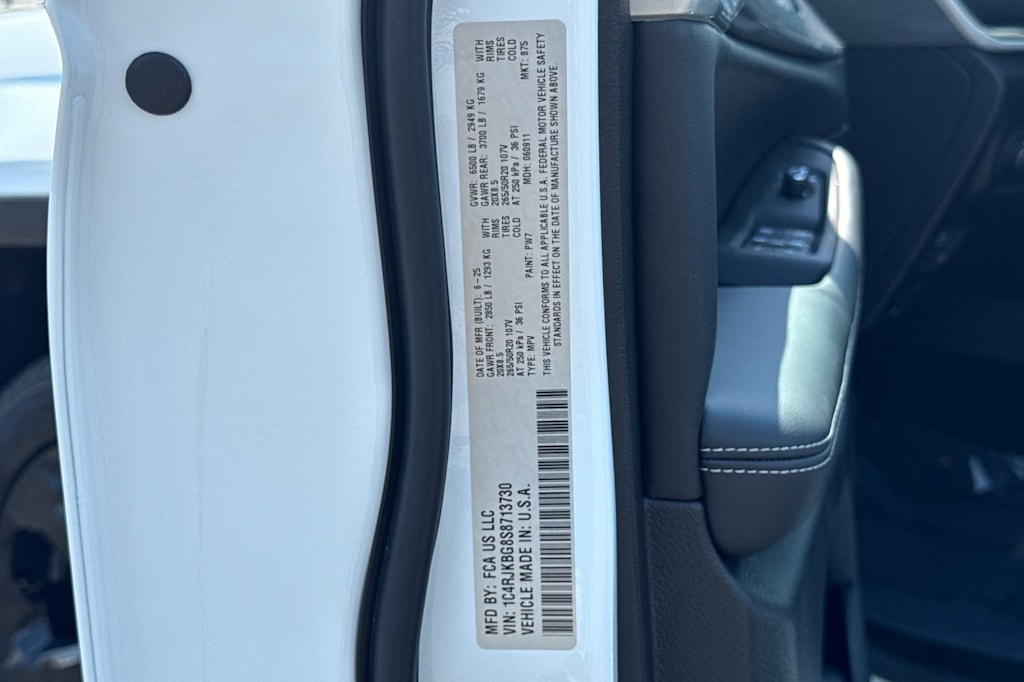 MFD BY: FCA US LLC
VIN: 1C4RJKBG8S8713730
VEHICLE MADE IN: U.S.A.
DATE OF MFR (BUILT): 6 - 25 GVWR: 6500 LB / 2949 KG
GAWR FRONT: 2850 LB / 1293 KG WITH GAWR REAR: 3700 LB / 1679 KG WITH
20X8.5 RIMS 20X8.5 RIMS
265/50R20 107V TIRES 265/50R20 107V TIRES
AT 250 kPa / 36 PSI COLD AT 250 kPa / 36 PSI COLD
TYPE: MPV PAINT: PW7 MDH: 060911 MKT: 875
THIS VEHICLE CONFORMS TO ALL APPLICABLE U.S.A. FEDERAL MOTOR VEHICLE SAFETY
STANDARDS IN EFFECT ON THE DATE OF MANUFACTURE SHOWN ABOVE.